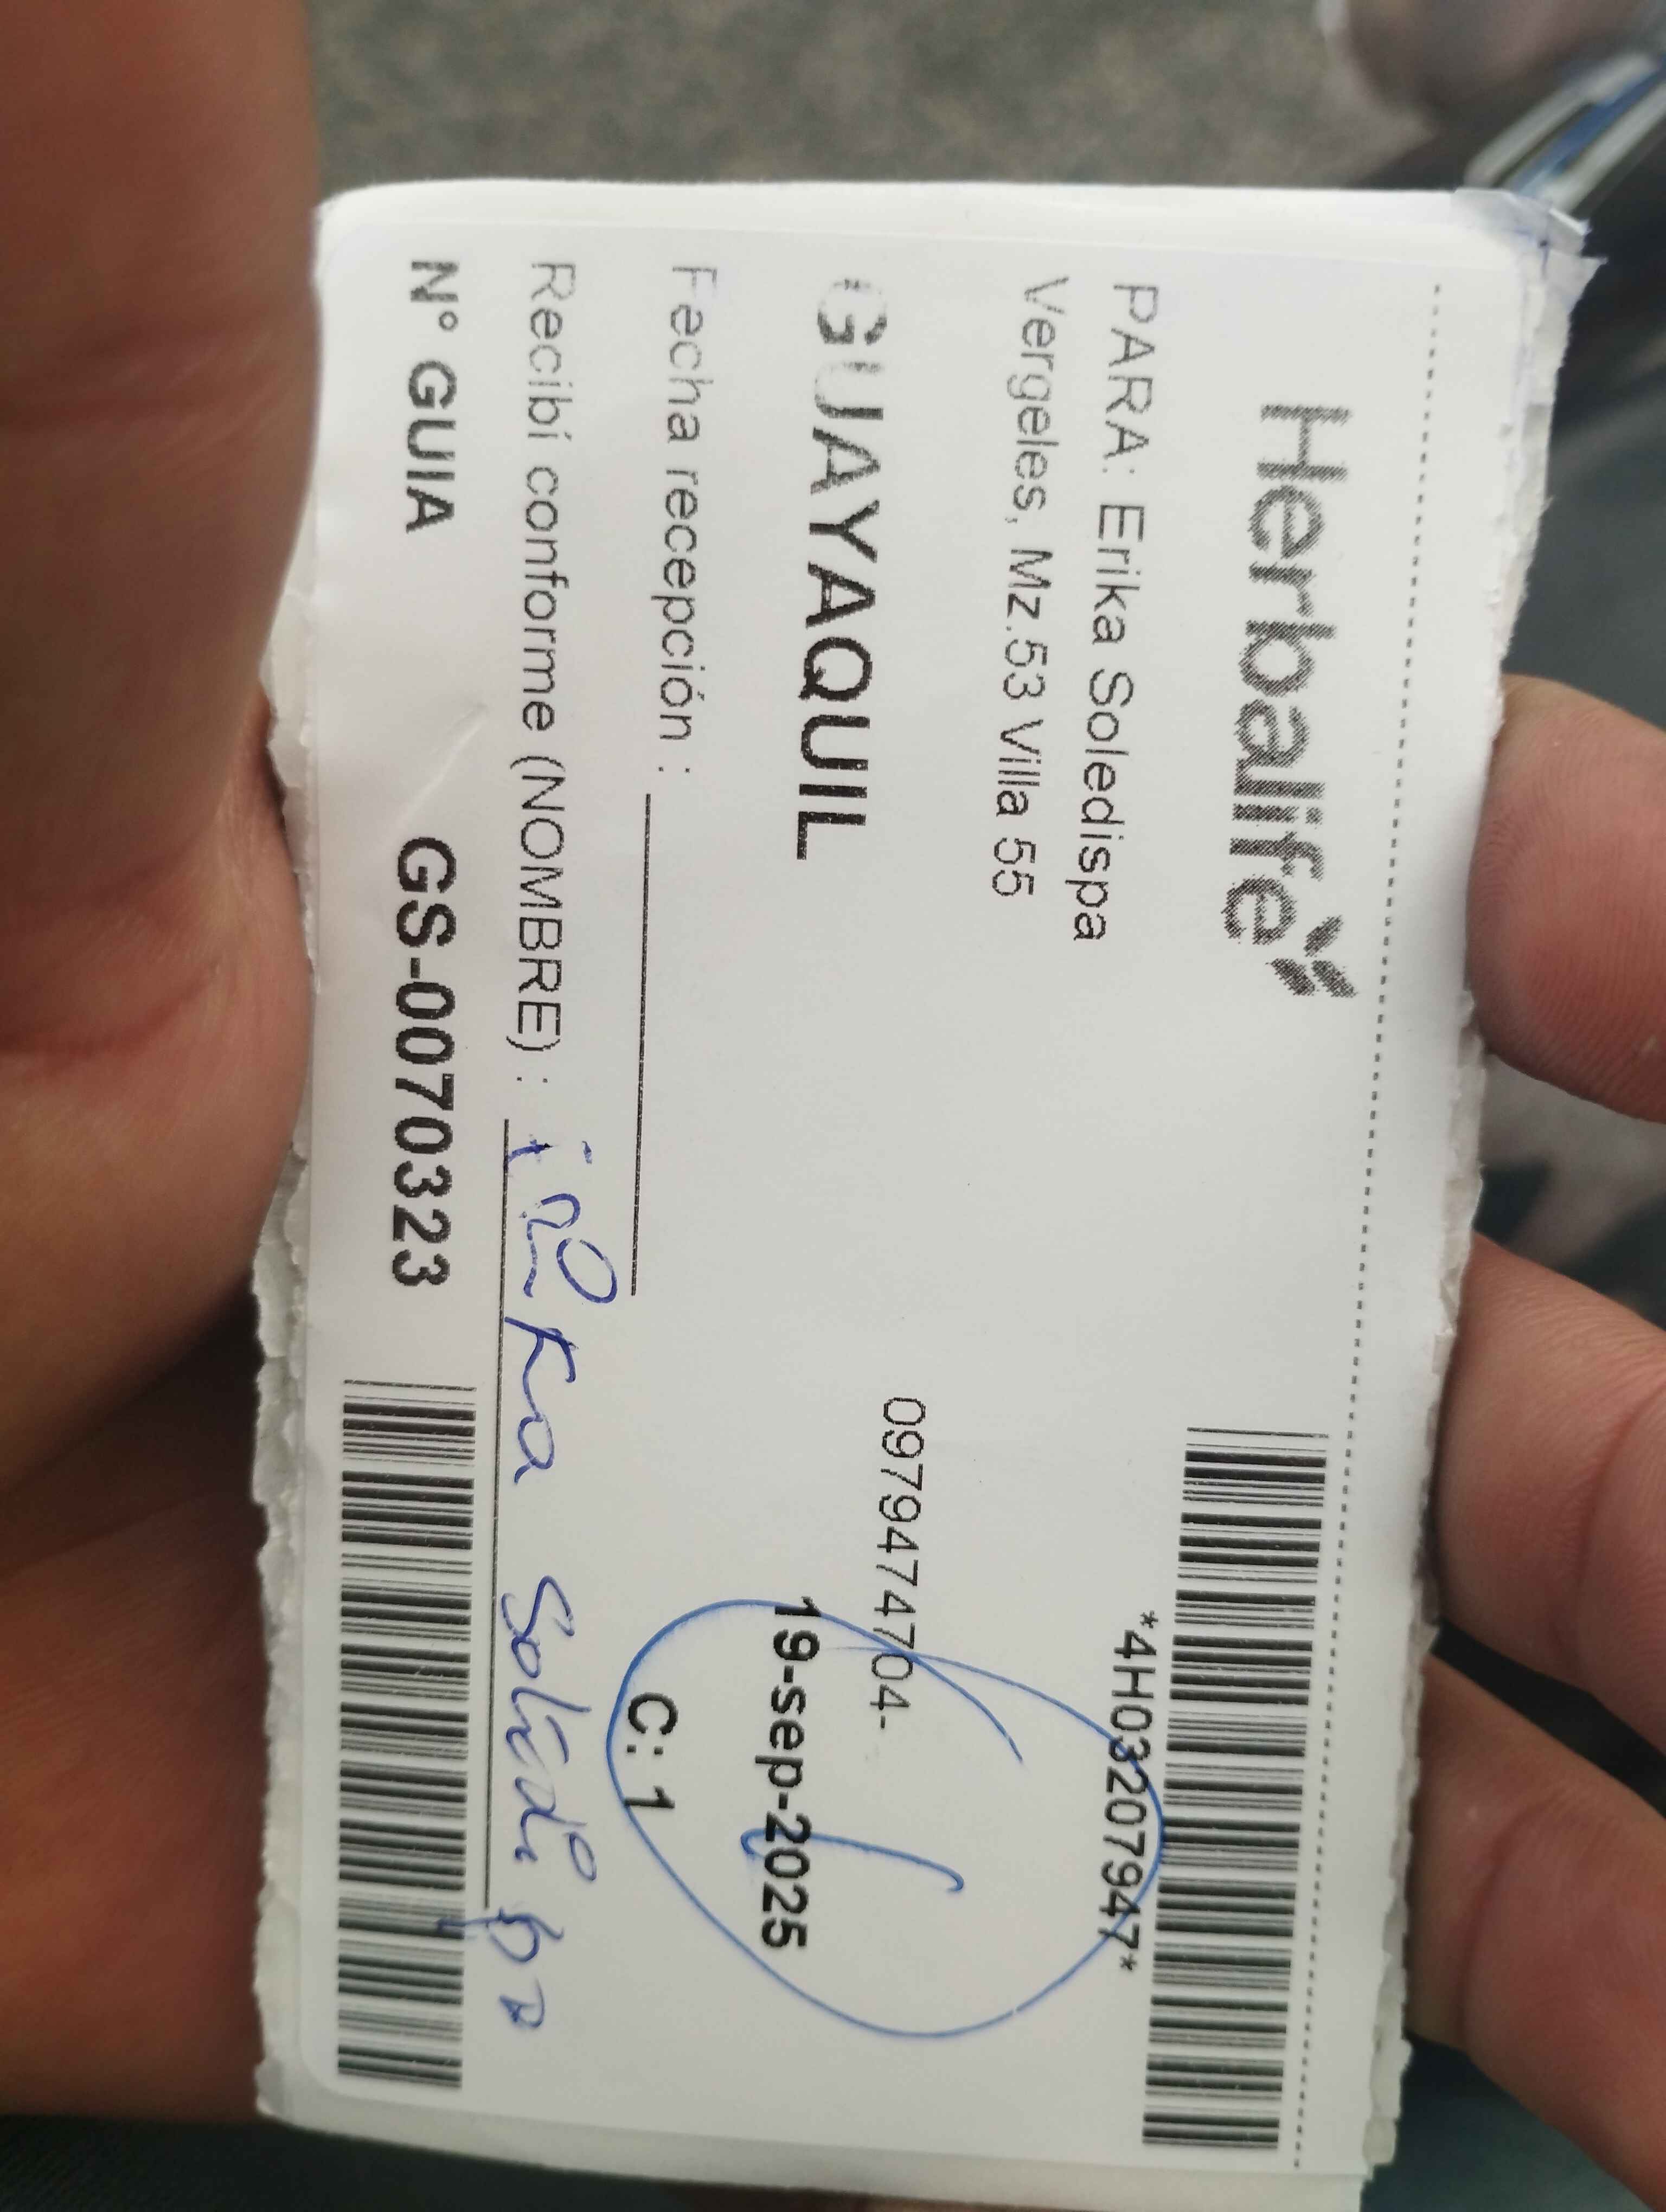 Herbalife
*4H03207947*
PARA: Erika Soledispa
Vergeles, Mz.53 Villa 55
0979474704-
GUAYAQUIL
19-sep-2025
Fecha recepción :
C: 1
Recibí conforme (NOMBRE) :
N° GUIA GS-0070323